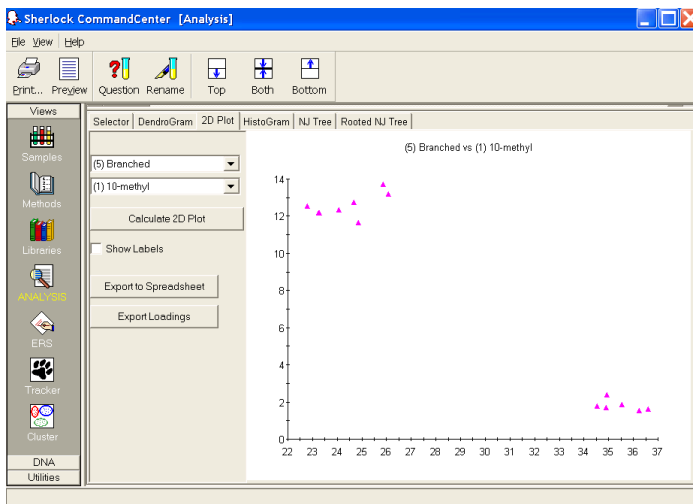 Sherlock CommandCenter [Analysis]
File View Help
Print... Preview Question Rename Top Both Bottom
Views
Samples
Methods
Libraries
ANALYSIS
ERS
Tracker
Cluster
DNA
Utilities
Selector DendroGram 2D Plot HistoGram NJ Tree Rooted NJ Tree
(5) Branched
(1) 10-methyl
Calculate 2D Plot
Show Labels
Export to Spreadsheet
Export Loadings
(5) Branched vs (1) 10-methyl
14
12
10
8
6
4
2
0
22 23 24 25 26 27 28 29 30 31 32 33 34 35 36 37